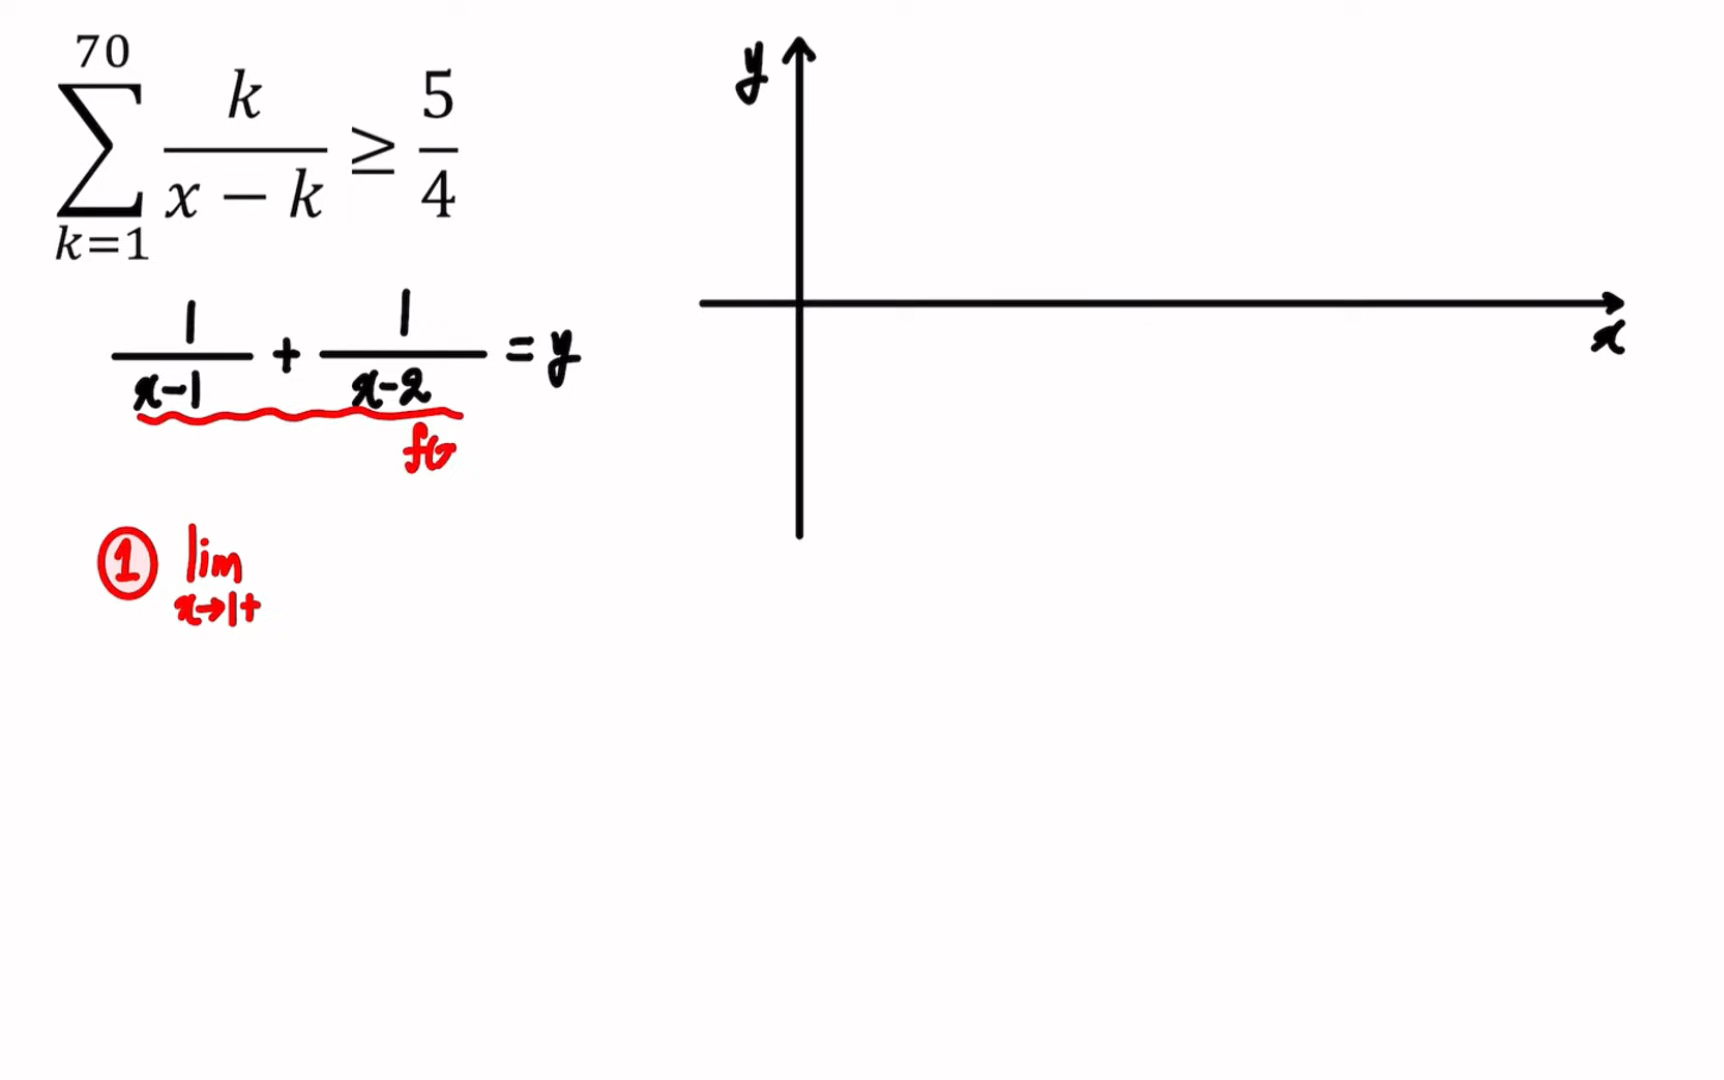 70
∑ k/(x − k) ≥ 5/4
k=1
1/(x-1) + 1/(x-2) = y
① lim
x→1+
y
x